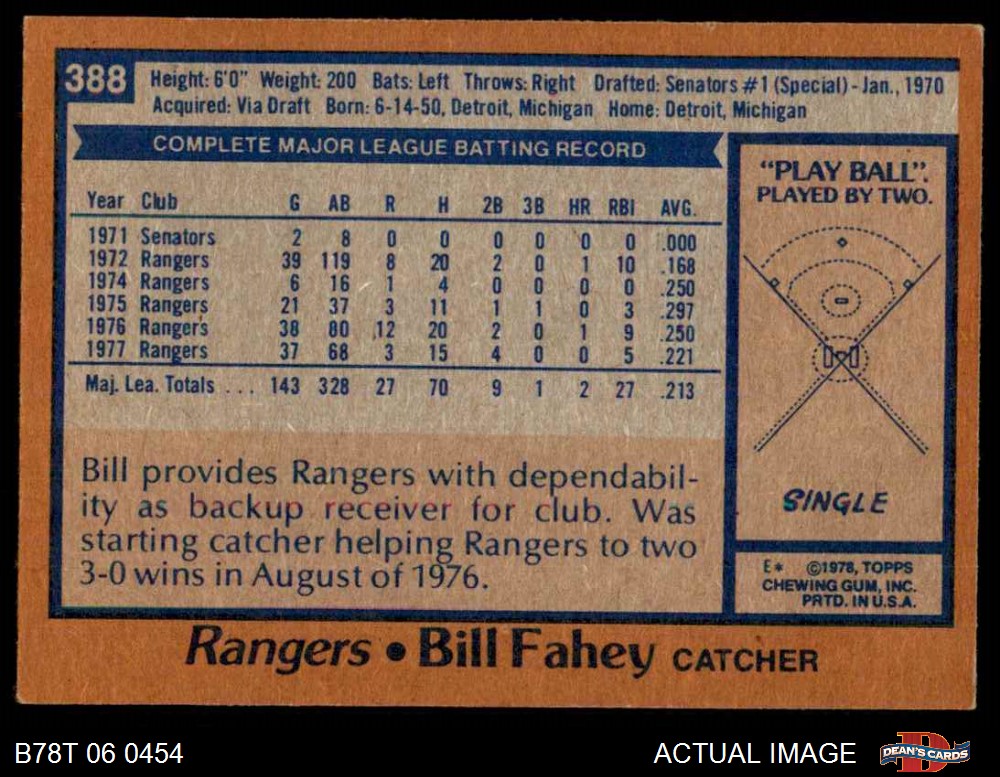 388 Height: 6'0" Weight: 200 Bats: Left Throws: Right Drafted: Senators #1 (Special) - Jan., 1970
Acquired: Via Draft Born: 6-14-50, Detroit, Michigan Home: Detroit, Michigan
COMPLETE MAJOR LEAGUE BATTING RECORD
Year Club G AB R H 2B 3B HR RBI AVG.
1971 Senators 2 8 0 0 0 0 0 0 .000
1972 Rangers 39 119 8 20 2 0 1 10 .168
1974 Rangers 6 16 1 4 0 0 0 0 .250
1975 Rangers 21 37 3 11 1 1 0 3 .297
1976 Rangers 38 80 12 20 2 0 1 9 .250
1977 Rangers 37 68 3 15 4 0 0 5 .221
Maj. Lea. Totals . . . 143 328 27 70 9 1 2 27 .213
Bill provides Rangers with dependabil-
ity as backup receiver for club. Was
starting catcher helping Rangers to two
3-0 wins in August of 1976.
"PLAY BALL".
PLAYED BY TWO.
SINGLE
E* ©1978, TOPPS
CHEWING GUM, INC.
PRTD. IN U.S.A.
Rangers • Bill Fahey CATCHER
B78T 06 0454
ACTUAL IMAGE
DEAN'S CARDS